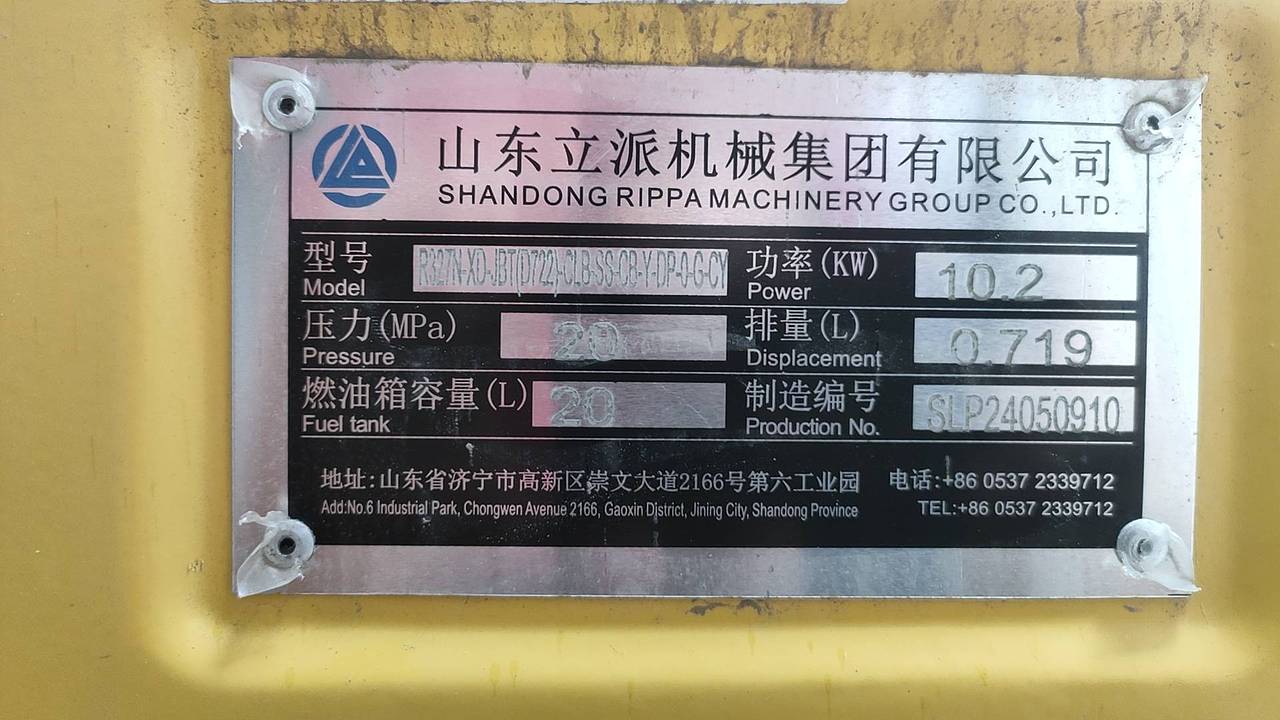 山东立派机械集团有限公司
SHANDONG RIPPA MACHINERY GROUP CO.,LTD.
型号 R327N-XD-JBT(D722)-CLB-SS-CB-Y-DP-0-G-CY 功率(KW) 10.2
Model Power
压力(MPa) 20 排量(L) 0.719
Pressure Displacement
燃油箱容量(L) 20 制造编号 SLP24050910
Fuel tank Production No.
地址:山东省济宁市高新区崇文大道2166号第六工业园 电话:+86 0537 2339712
Add:No.6 Industrial Park, Chongwen Avenue 2166, Gaoxin District, Jining City, Shandong Province TEL:+86 0537 2339712